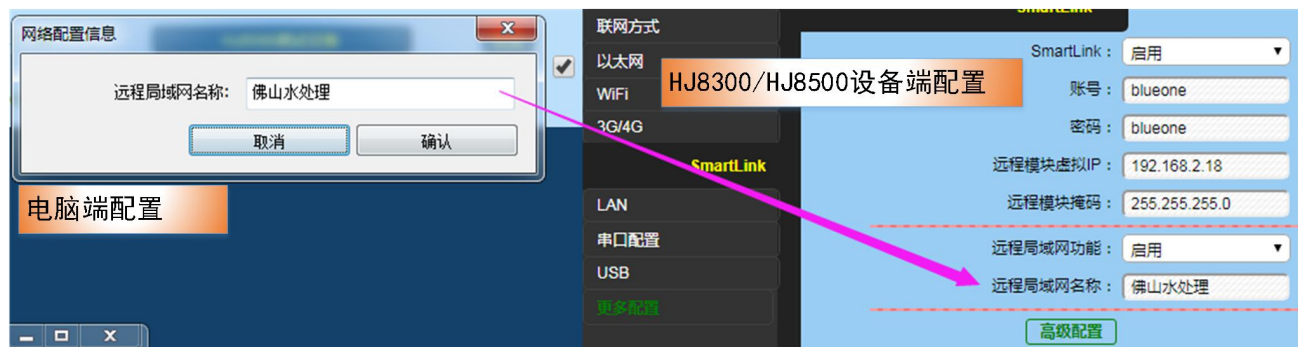 网络配置信息
远程局域网名称: 佛山水处理
取消 确认
电脑端配置
联网方式
以太网
WiFi
3G/4G
SmartLink
LAN
串口配置
USB
更多配置
HJ8300/HJ8500设备端配置
SmartLink
SmartLink: 启用
账号: blueone
密码: blueone
远程模块虚拟IP: 192.168.2.18
远程模块掩码: 255.255.255.0
远程局域网功能: 启用
远程局域网名称: 佛山水处理
高级配置